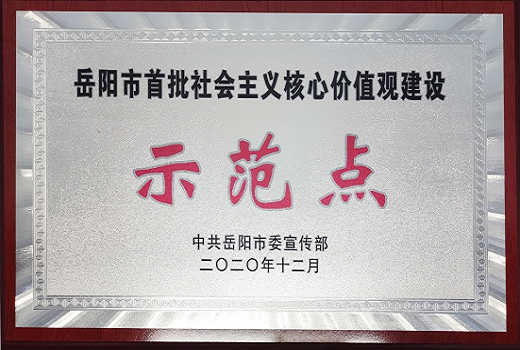 岳阳市首批社会主义核心价值观建设
示范点
中共岳阳市委宣传部
二〇二〇年十二月